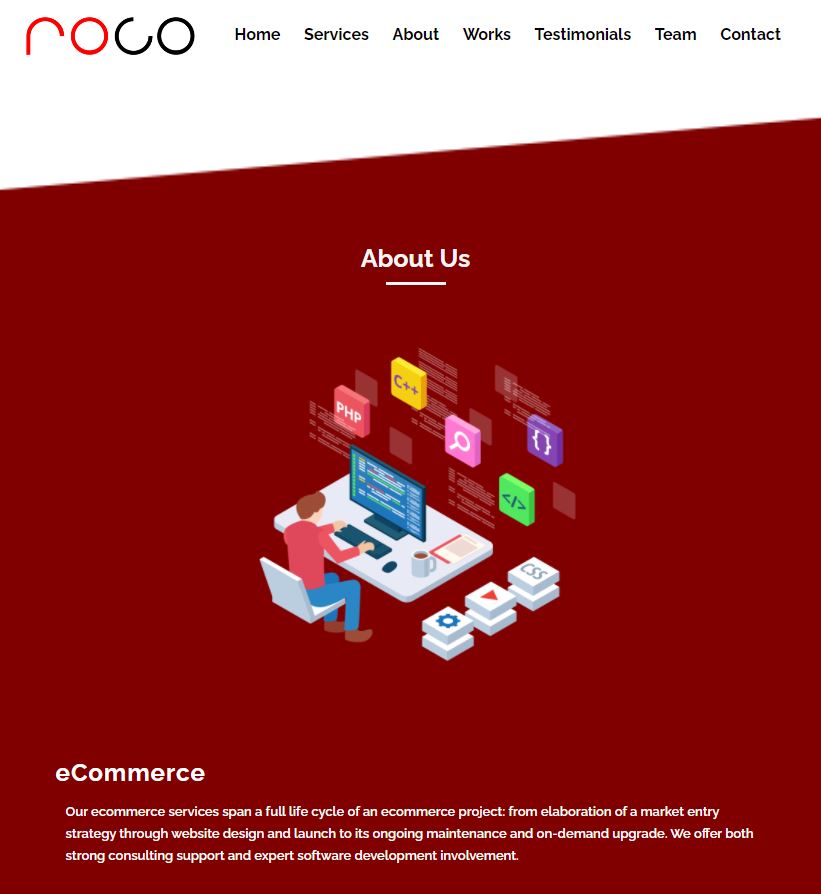 roco
Home Services About Works Testimonials Team Contact
About Us
C++
PHP
{}
</>
CSS
eCommerce
Our ecommerce services span a full life cycle of an ecommerce project: from elaboration of a market entry
strategy through website design and launch to its ongoing maintenance and on-demand upgrade. We offer both
strong consulting support and expert software development involvement.